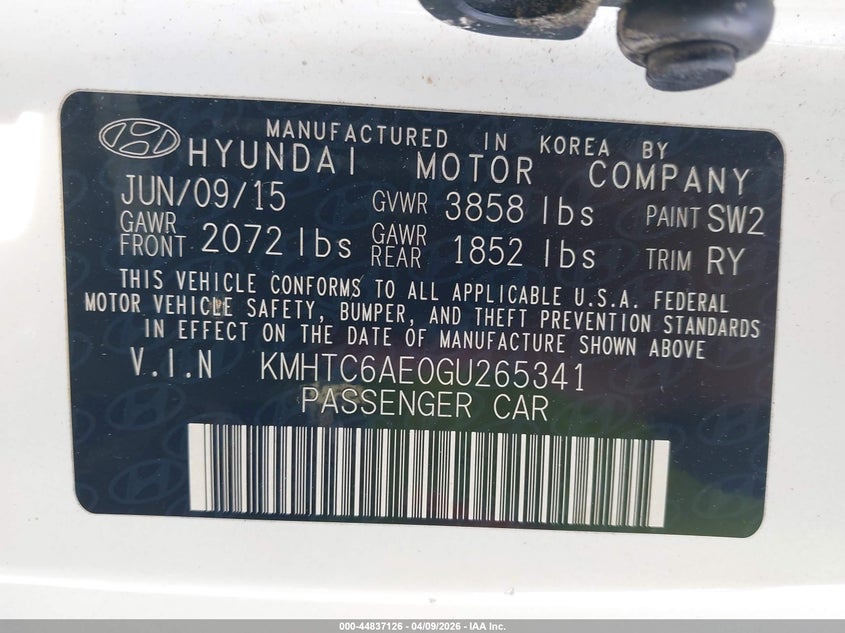 MANUFACTURED IN KOREA BY
HYUNDAI MOTOR COMPANY
JUN/09/15 GVWR 3858 lbs PAINT SW2
GAWR FRONT 2072 lbs GAWR REAR 1852 lbs TRIM RY
THIS VEHICLE CONFORMS TO ALL APPLICABLE U.S.A. FEDERAL
MOTOR VEHICLE SAFETY, BUMPER, AND THEFT PREVENTION STANDARDS
IN EFFECT ON THE DATE OF MANUFACTURE SHOWN ABOVE
V.I.N KMHTC6AE0GU265341
PASSENGER CAR
000-44837126 - 04/09/2026 - IAA Inc.